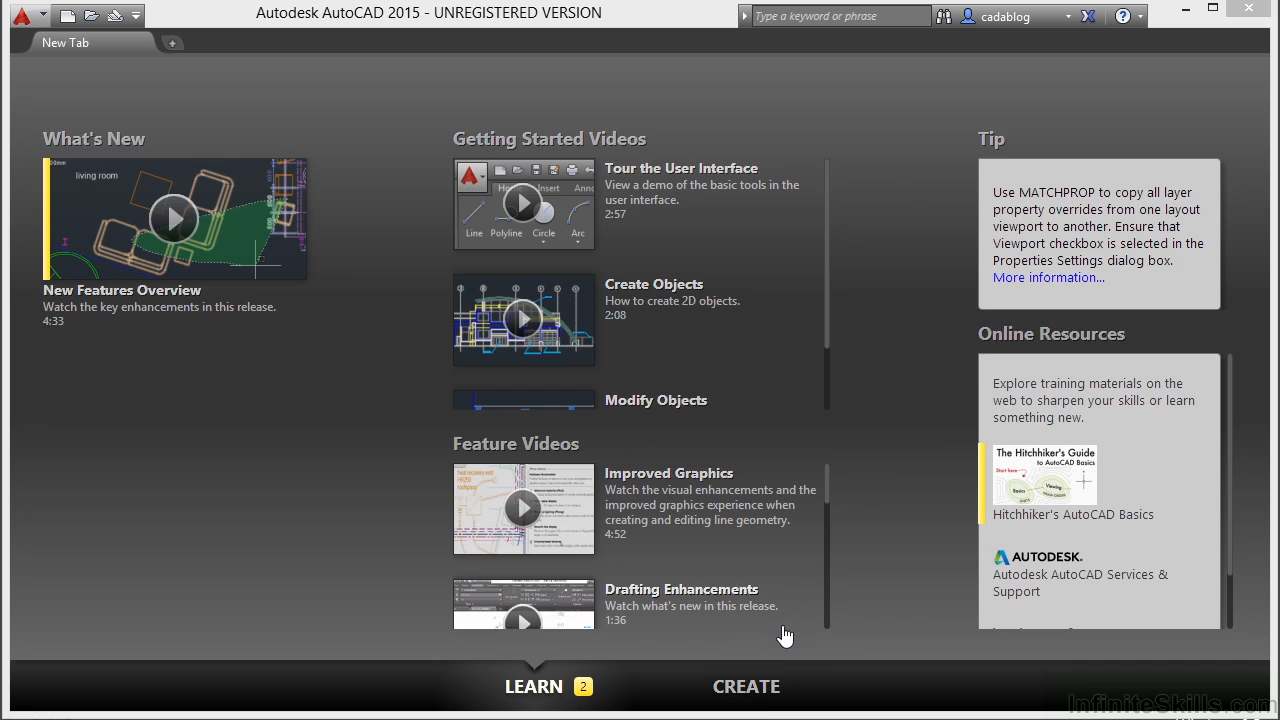 Autodesk AutoCAD 2015 - UNREGISTERED VERSION
Type a keyword or phrase
cadablog
New Tab
What's New
living room
New Features Overview
Watch the key enhancements in this release.
4:33
Getting Started Videos
Insert
Line Polyline Circle Arc
Tour the User Interface
View a demo of the basic tools in the
user interface.
2:57
Create Objects
How to create 2D objects.
2:08
Modify Objects
Feature Videos
Improved Graphics
Watch the visual enhancements and the
improved graphics experience when
creating and editing line geometry.
4:52
Drafting Enhancements
Watch what's new in this release.
1:36
Tip
Use MATCHPROP to copy all layer
property overrides from one layout
viewport to another. Ensure that
Viewport checkbox is selected in the
Properties Settings dialog box.
More information...
Online Resources
Explore training materials on the
web to sharpen your skills or learn
something new.
The Hitchhiker's Guide
to AutoCAD Basics
Start here
Basics
Viewing
Hitchhiker's AutoCAD Basics
AUTODESK.
Autodesk AutoCAD Services &
Support
LEARN 2
CREATE
InfiniteSkills.com